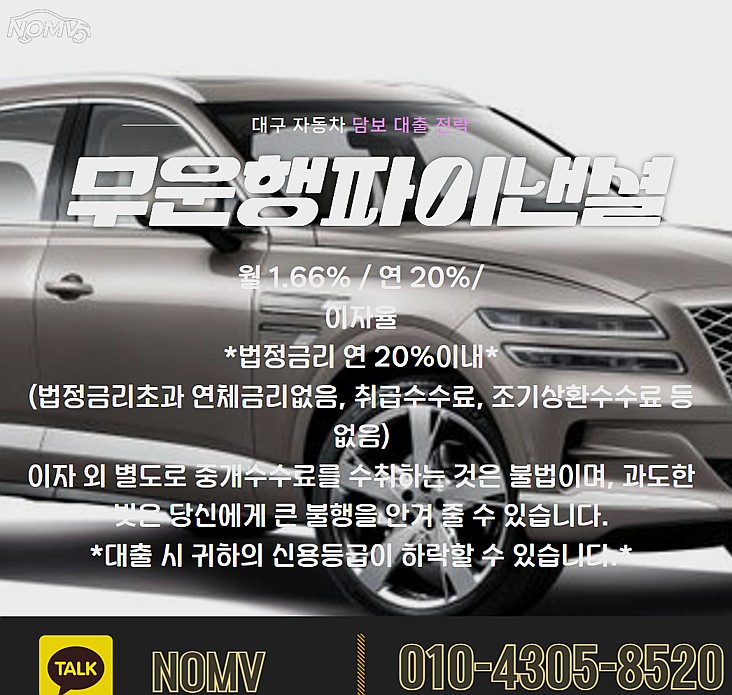 NOMV
대구 자동차 담보 대출 전략
무운행파이낸셜
월 1.66% / 연 20%/
이자율
*법정금리 연 20%이내*
(법정금리초과 연체금리없음, 취급수수료, 조기상환수수료 등
없음)
이자 외 별도로 중개수수료를 수취하는 것은 불법이며, 과도한
빚은 당신에게 큰 불행을 안겨 줄 수 있습니다.
*대출 시 귀하의 신용등급이 하락할 수 있습니다.*
TALK NOMV 010-4305-8520